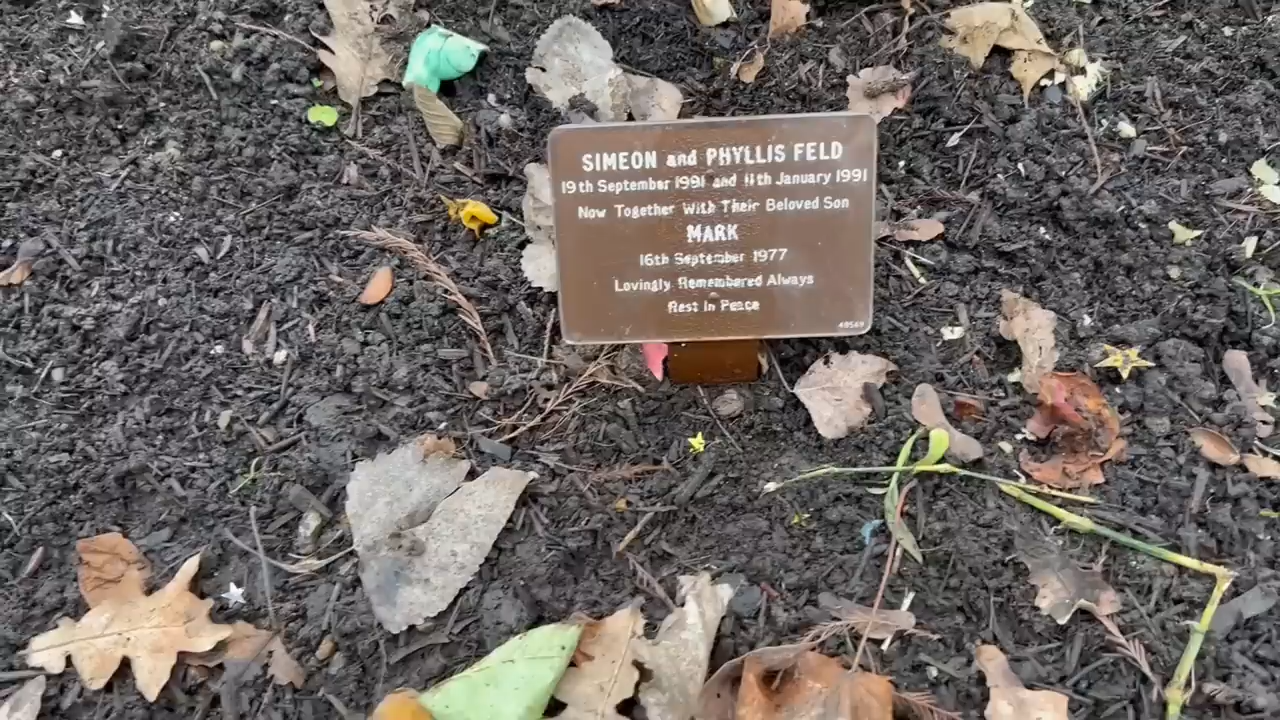 SIMEON and PHYLLIS FELD
19th September 1991 and 11th January 1991
Now Together With Their Beloved Son
MARK
16th September 1977
Lovingly Remembered Always
Rest In Peace
40569